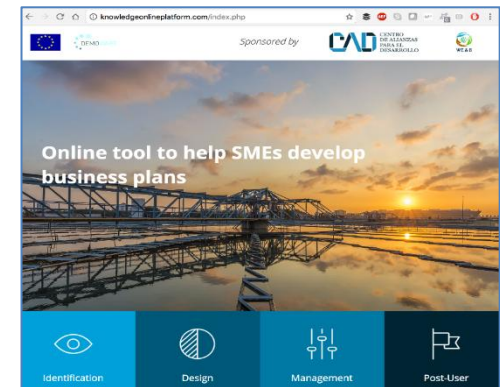 knowledgeonlineplatform.com/index.php
DEMO
Sponsored by
CAD
CENTRO
DE ALIANZAS
PARA EL
DESARROLLO
Online tool to help SMEs develop
business plans
Identification
Design
Management
Post-User